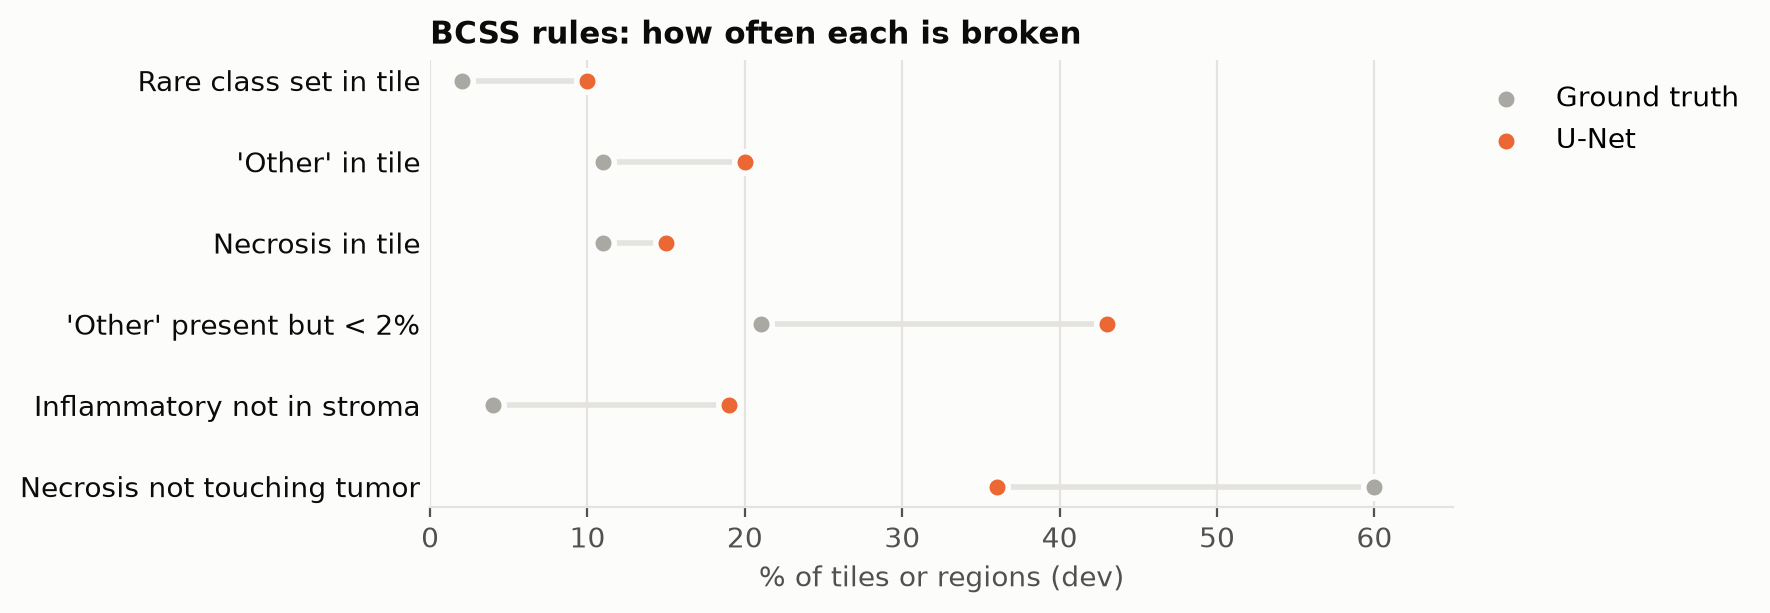 BCSS rules: how often each is broken
Rare class set in tile
'Other' in tile
Necrosis in tile
'Other' present but < 2%
Inflammatory not in stroma
Necrosis not touching tumor
0 10 20 30 40 50 60
% of tiles or regions (dev)
Ground truth
U-Net